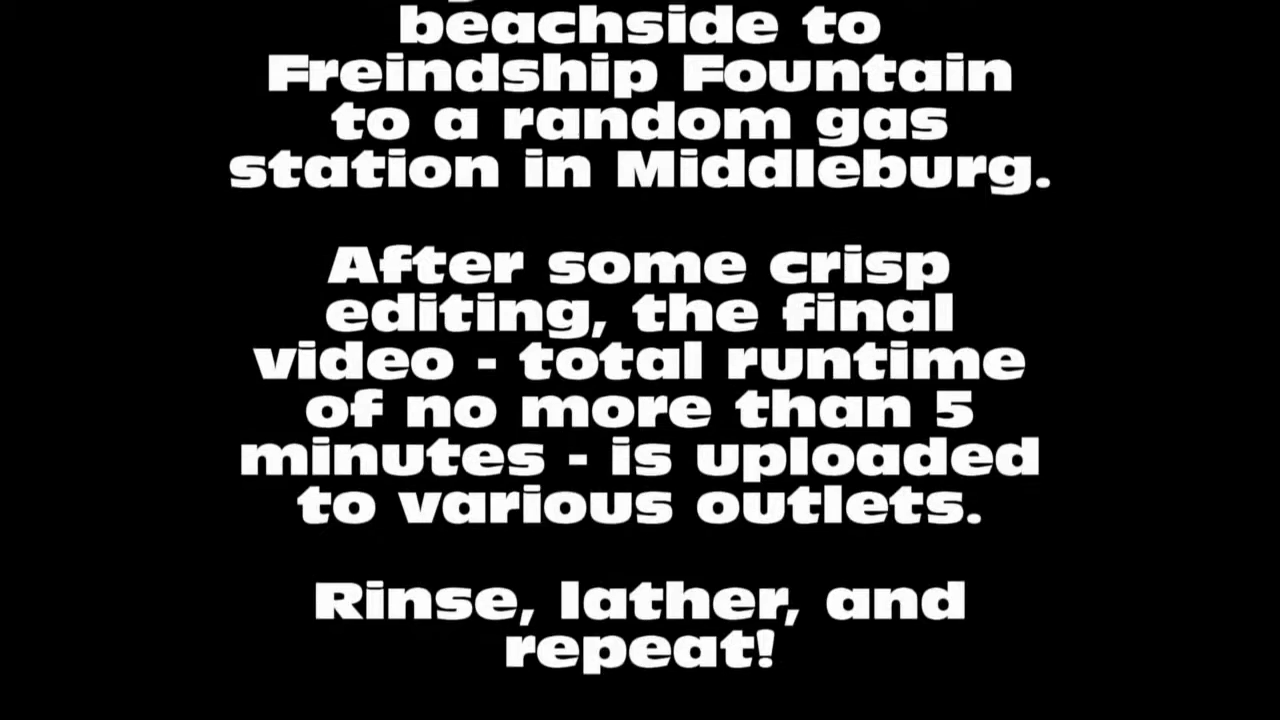 beachside to
Freindship Fountain
to a random gas
station in Middleburg.
After some crisp
editing, the final
video - total runtime
of no more than 5
minutes - is uploaded
to various outlets.
Rinse, lather, and
repeat!